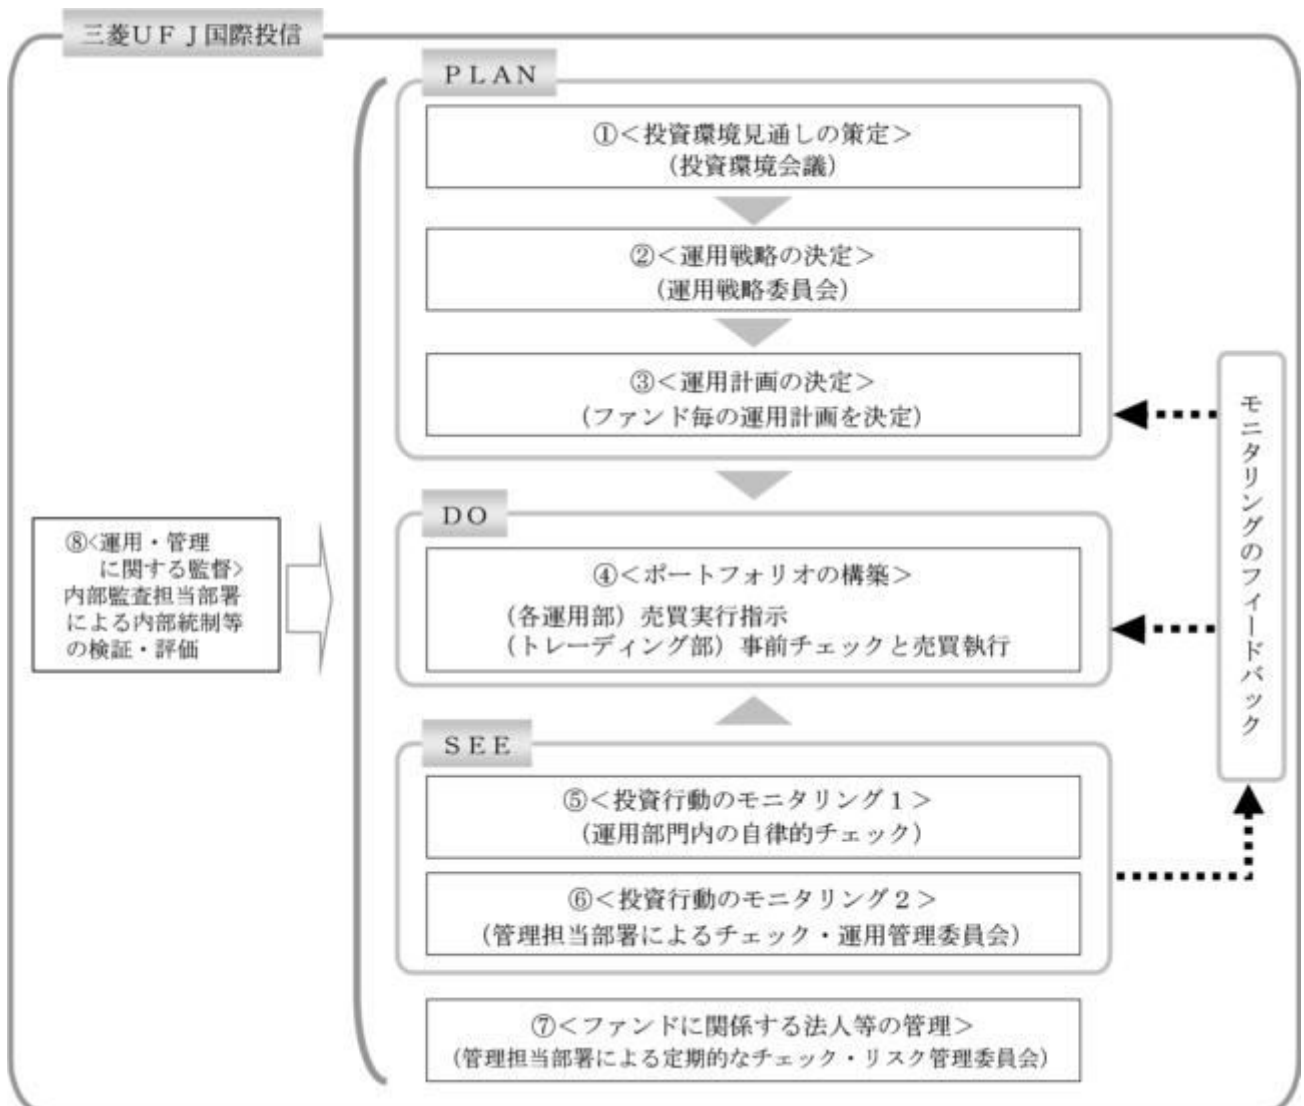 三菱UFJ国際投信
PLAN
①<投資環境見通しの策定>
(投資環境会議)
②<運用戦略の決定>
(運用戦略委員会)
③<運用計画の決定>
(ファンド毎の運用計画を決定)
DO
④<ポートフォリオの構築>
(各運用部)売買実行指示
(トレーディング部)事前チェックと売買執行
SEE
⑤<投資行動のモニタリング1>
(運用部門内の自律的チェック)
⑥<投資行動のモニタリング2>
(管理担当部署によるチェック・運用管理委員会)
⑦<ファンドに関係する法人等の管理>
(管理担当部署による定期的なチェック・リスク管理委員会)
⑧<運用・管理
に関する監督>
内部監査担当部署
による内部統制等
の検証・評価
モニタリングのフィードバック